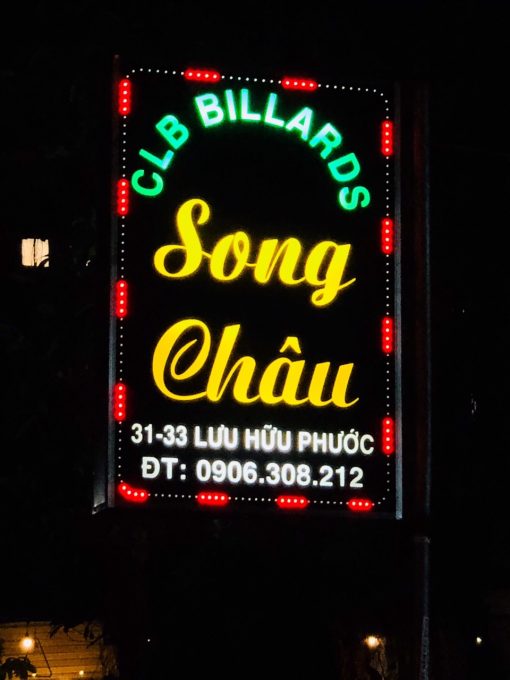 CLB BILLARDS
Song
Châu
31-33 LƯU HỮU PHƯỚC
ĐT: 0906.308.212